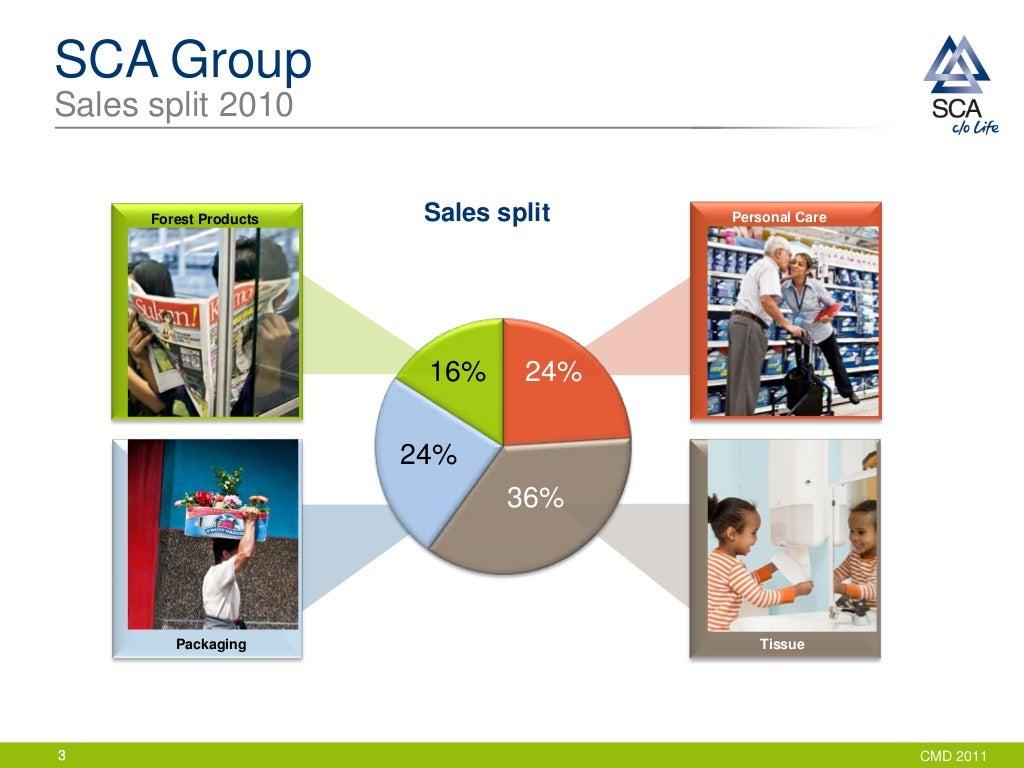 SCA Group
Sales split 2010
SCA
c/o Life
Sales split
Forest Products
Personal Care
Sukan!
16%
24%
24%
36%
Packaging
Tissue
3
CMD 2011